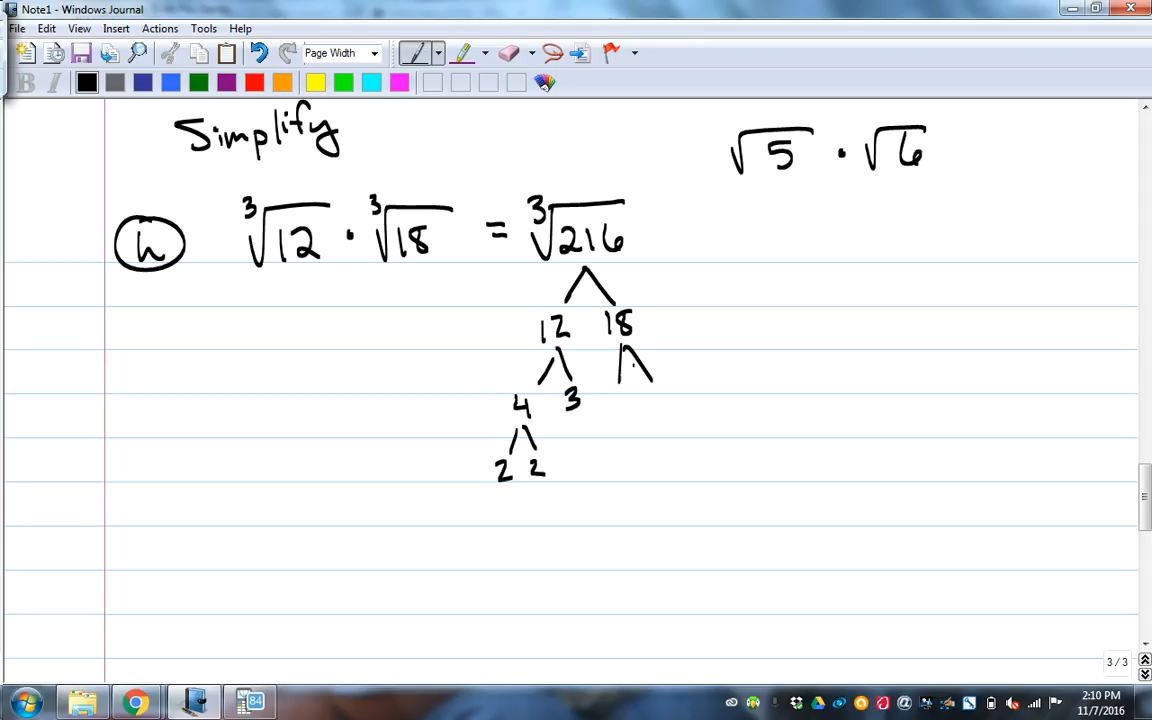 Note1 - Windows Journal
File Edit View Insert Actions Tools Help
Page Width
B I
Simplify
√5 · √6
h ∛12 · ∛18 = ∛216
12 18
4 3
2 2
3 / 3
84
2:10 PM
11/7/2016